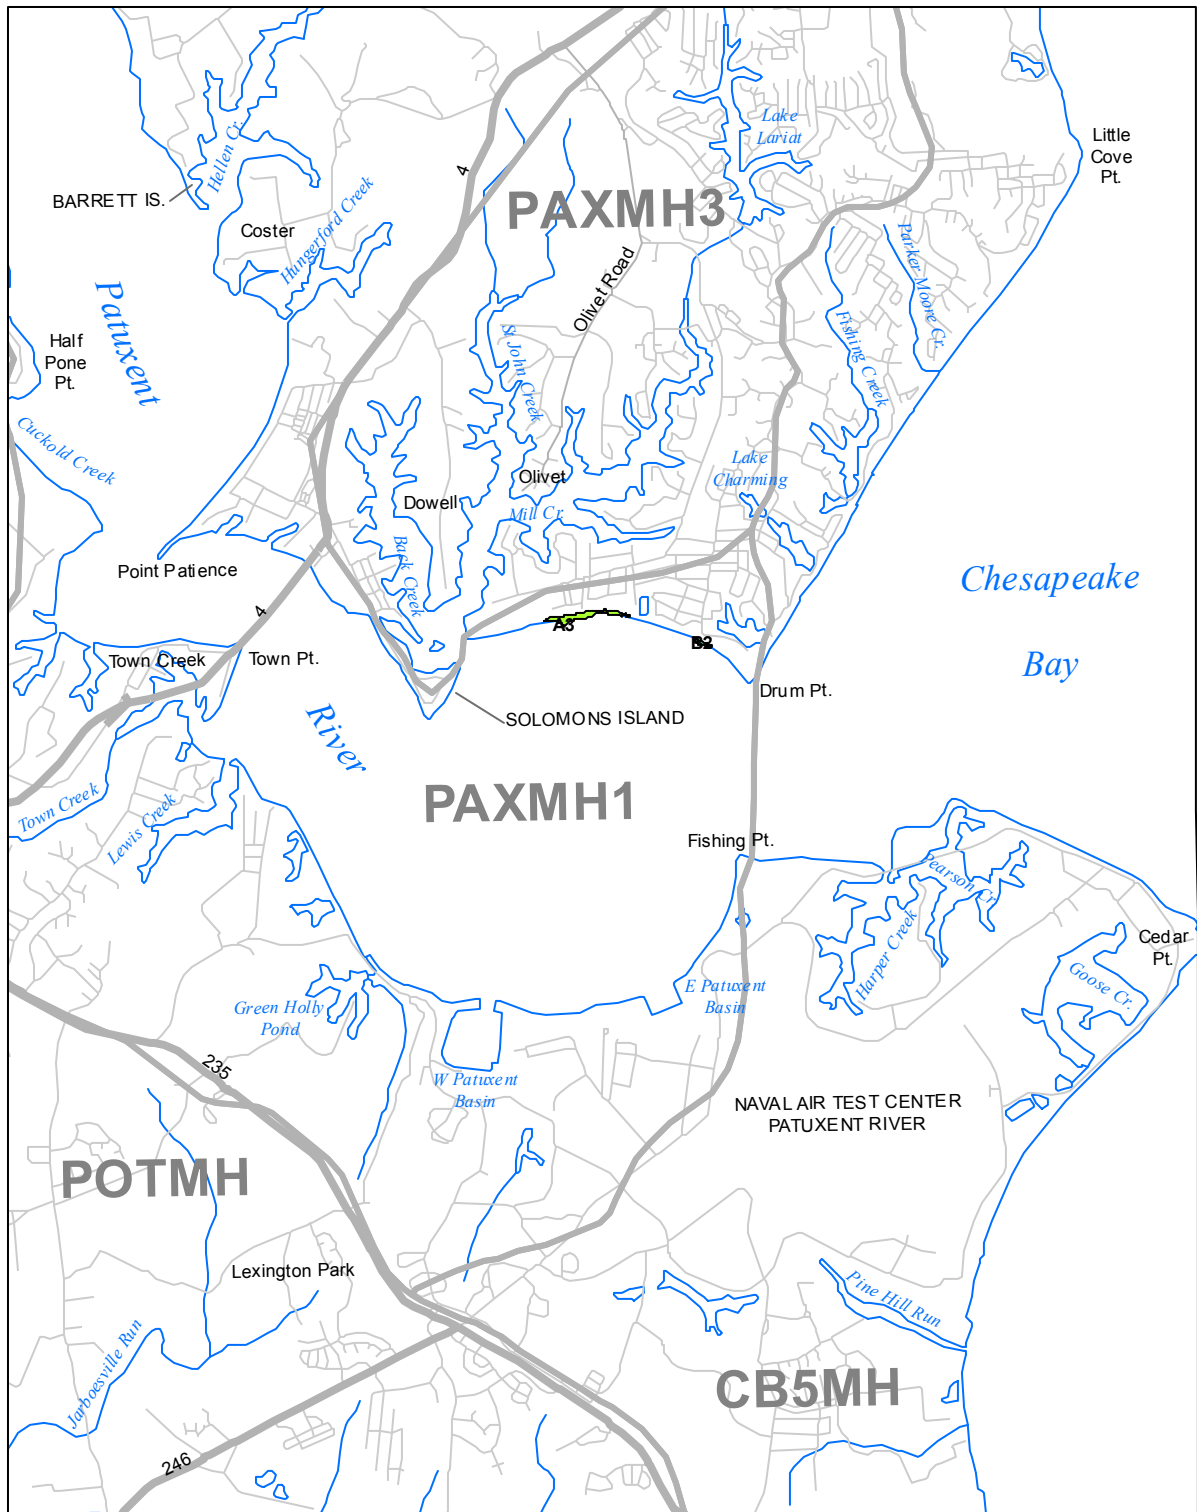 Lake
Lariat
Little
Cove
Pt.
Hellen Cr.
4
BARRETT IS.
PAXMH3
Coster
Hungerford Creek
Parker Moore Cr.
Olivet Road
Patuxent
Half
Pone
Pt.
St John Creek
Fishing Creek
Cuckold Creek
Lake
Charming
Olivet
Dowell
Mill Cr.
Back Creek
Point Patience
Chesapeake
Bay
4
A3
B2
Town Creek
Town Pt.
Drum Pt.
SOLOMONS ISLAND
River
PAXMH1
Town Creek
Lewis Creek
Fishing Pt.
Pearson Cr.
Harper Creek
Cedar
Pt.
Goose Cr.
E Patuxent
Basin
Green Holly
Pond
235
W Patuxent
Basin
NAVAL AIR TEST CENTER
PATUXENT RIVER
POTMH
Lexington Park
Pine Hill Run
Jarboesville Run
CB5MH
246